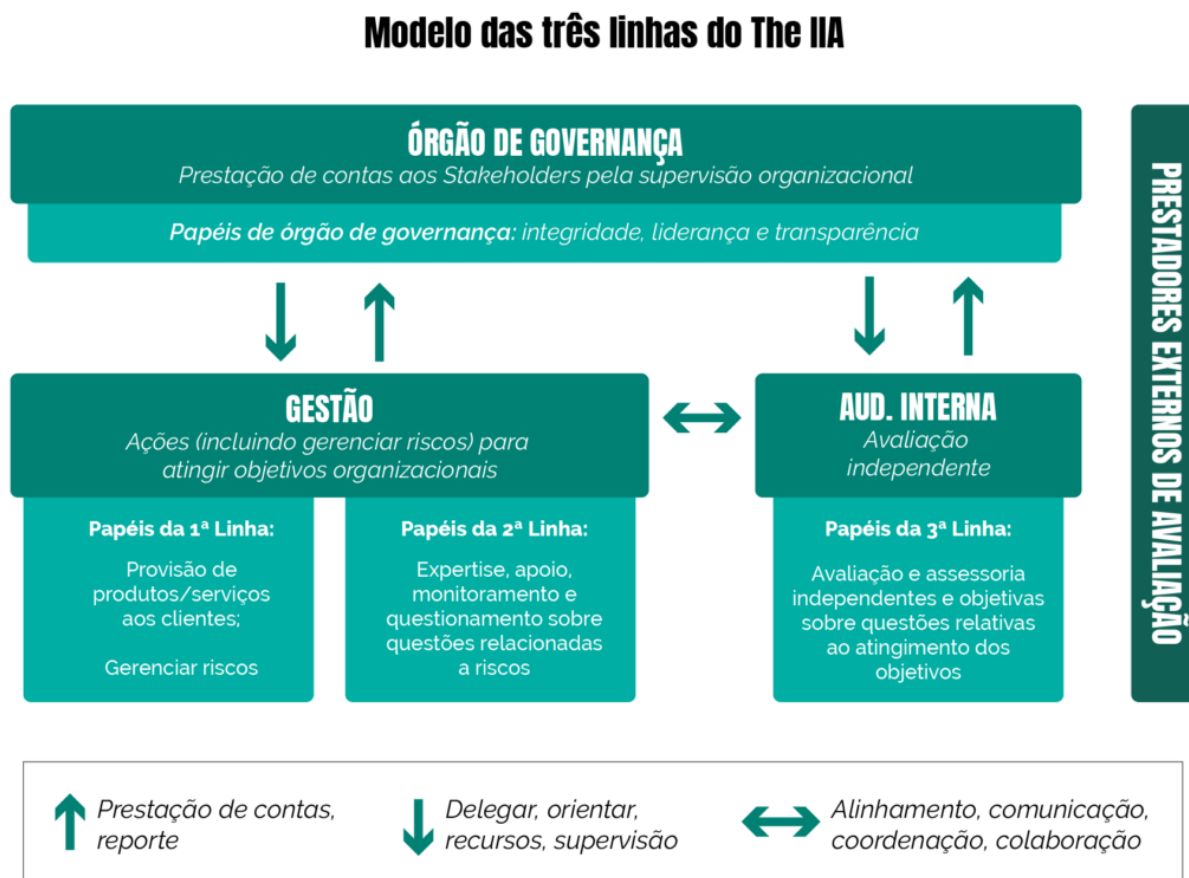 Modelo das três linhas do The IIA
ÓRGÃO DE GOVERNANÇA
Prestação de contas aos Stakeholders pela supervisão organizacional
Papéis de órgão de governança: integridade, liderança e transparência
GESTÃO
Ações (incluindo gerenciar riscos) para
atingir objetivos organizacionais
Papéis da 1ª Linha:
Provisão de
produtos/serviços
aos clientes;
Gerenciar riscos
Papéis da 2ª Linha:
Expertise, apoio,
monitoramento e
questionamento sobre
questões relacionadas
a riscos
AUD. INTERNA
Avaliação
independente
Papéis da 3ª Linha:
Avaliação e assessoria
independentes e objetivas
sobre questões relativas
ao atingimento dos
objetivos
PRESTADORES EXTERNOS DE AVALIAÇÃO
Prestação de contas,
reporte
Delegar, orientar,
recursos, supervisão
Alinhamento, comunicação,
coordenação, colaboração